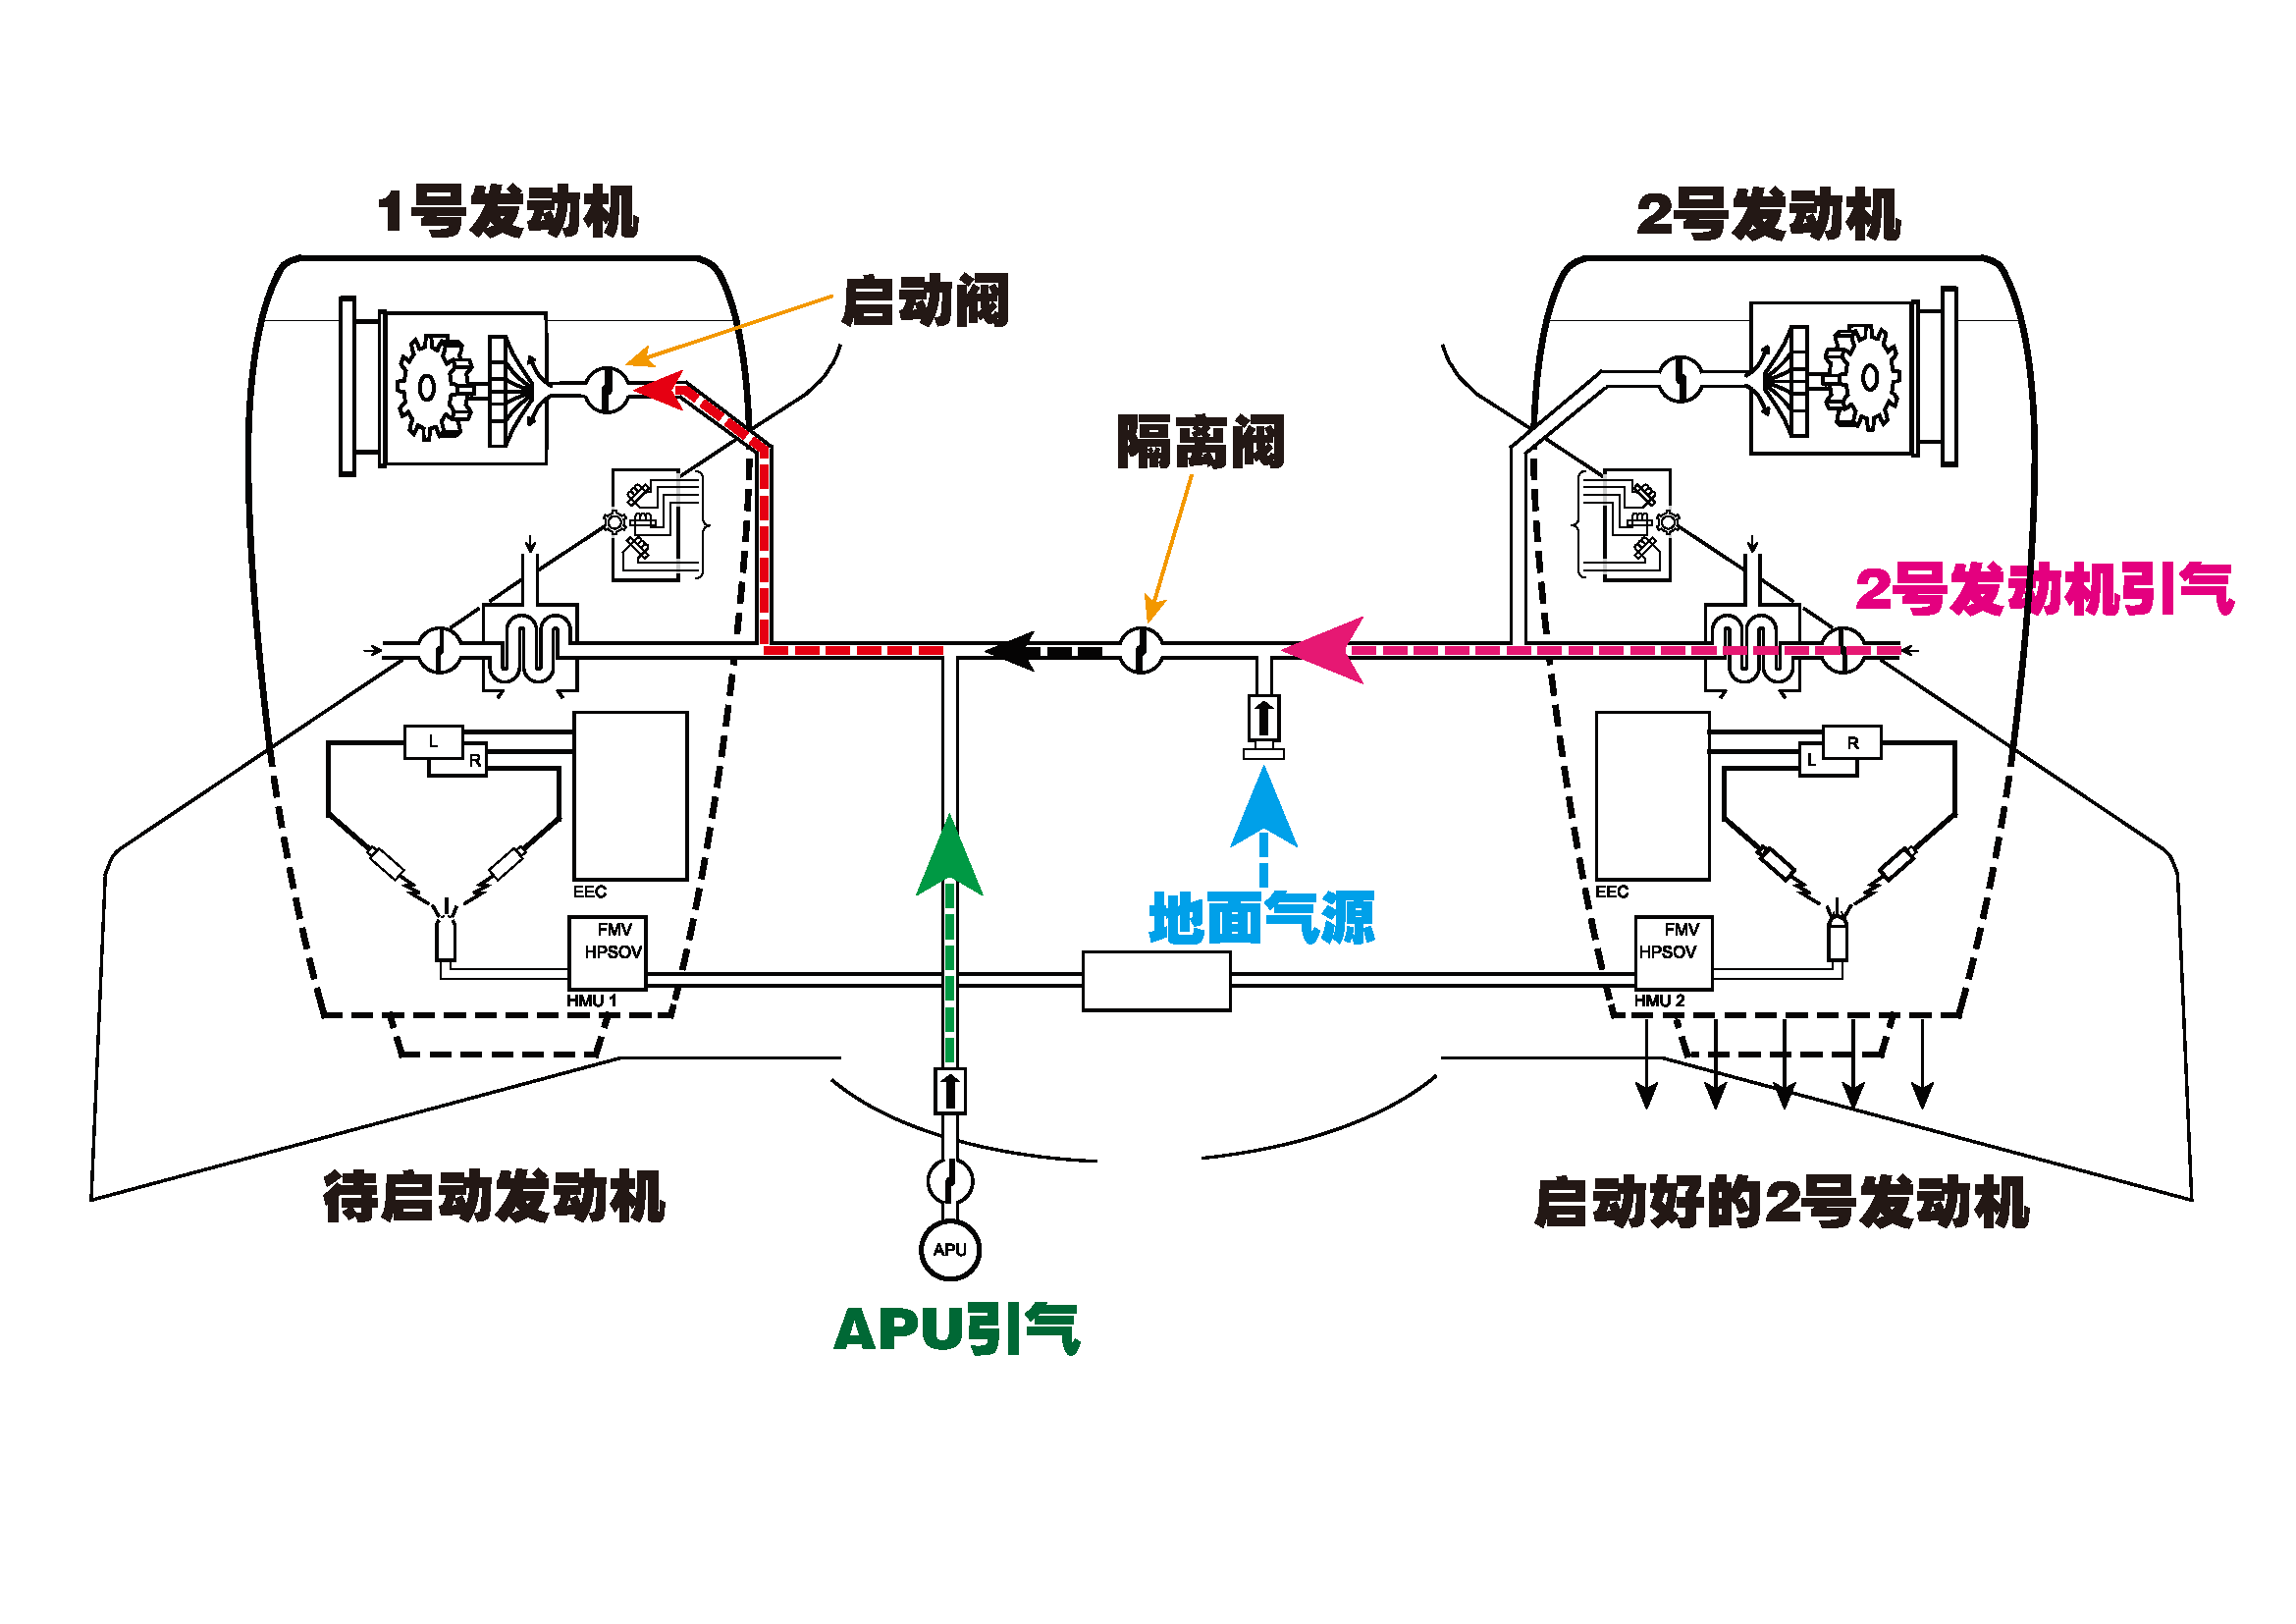 1号发动机
2号发动机
启动阀
隔离阀
2号发动机引气
L
R
R
L
EEC
EEC
地面气源
FMV
HPSOV
HMU 1
FMV
HPSOV
HMU 2
待启动发动机
启动好的2号发动机
APU
APU引气